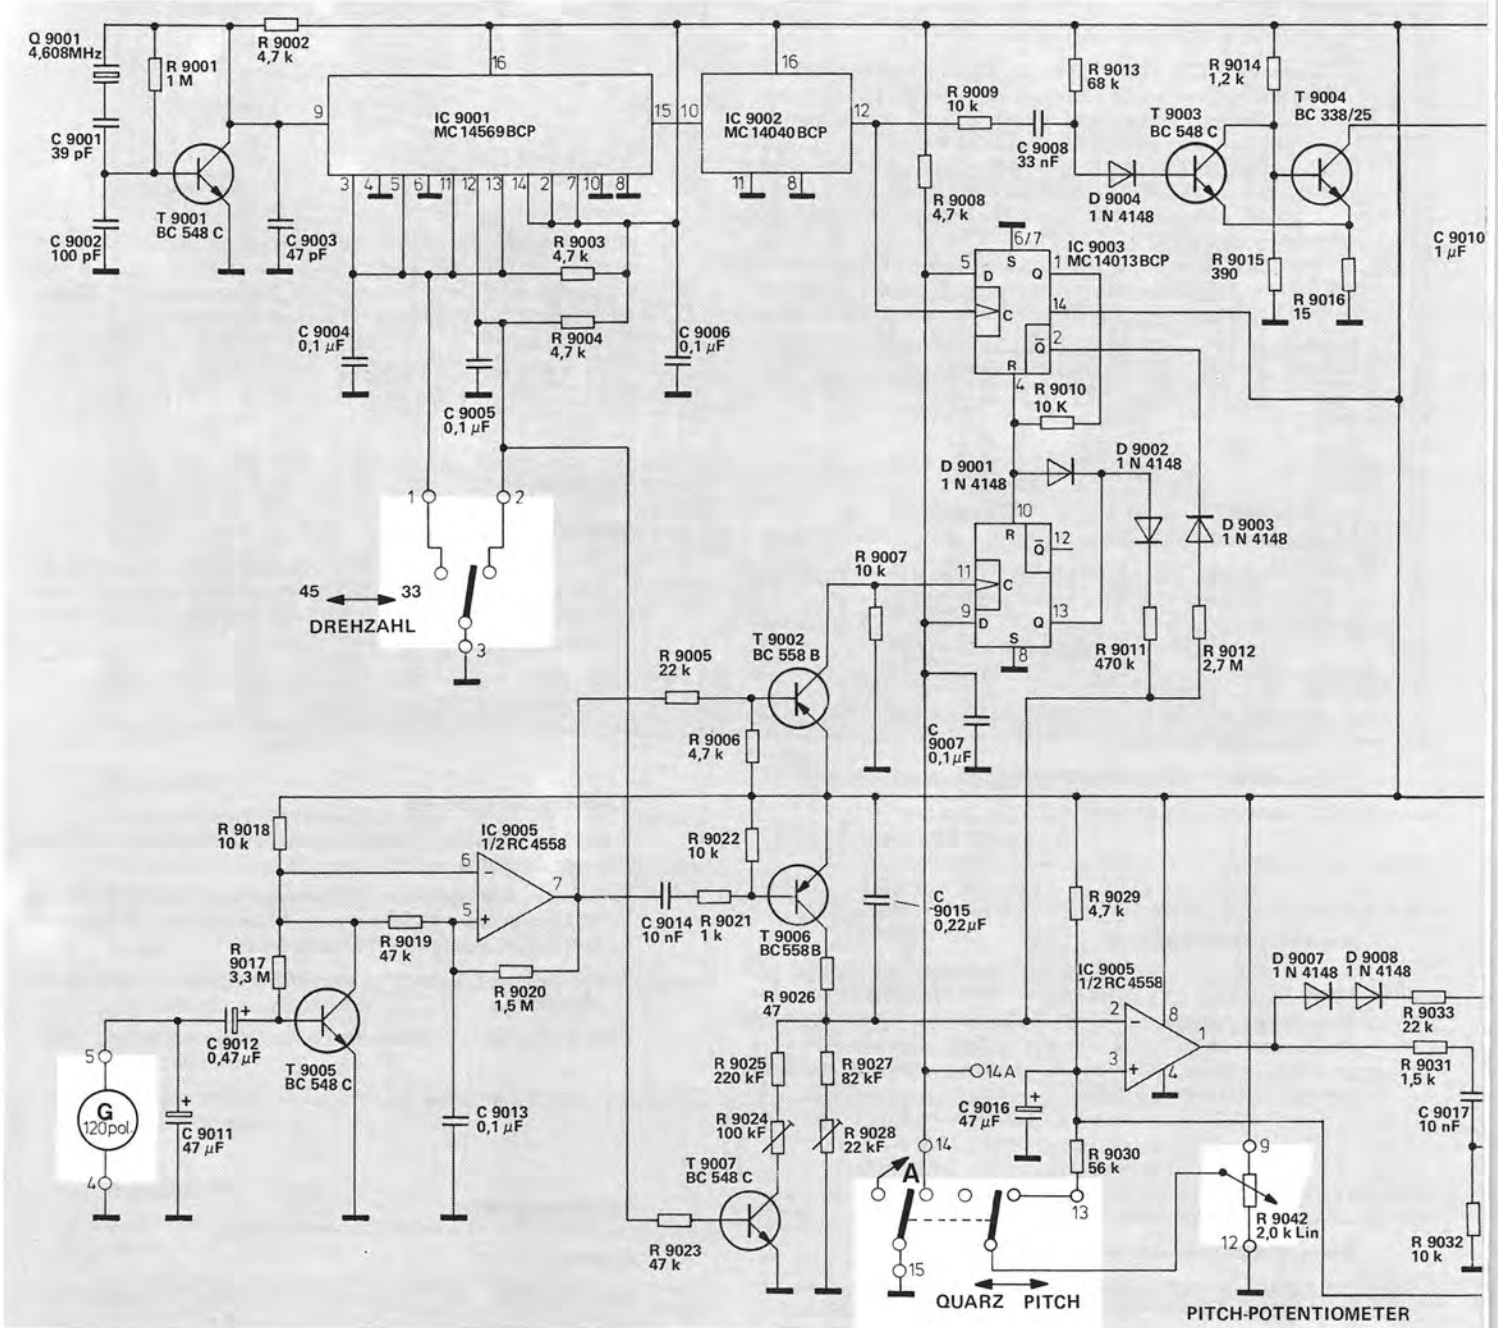 Q 9001
4,608MHz
R 9001
1 M
R 9002
4,7 k
C 9001
39 pF
C 9002
100 pF
T 9001
BC 548 C
C 9003
47 pF
16
9
IC 9001
MC 14569 BCP
15
3
4
5
6
11
12
13
14
2
7
10
8
10
16
IC 9002
MC 14040 BCP
12
11
8
R 9003
4,7 k
R 9004
4,7 k
C 9004
0,1 µF
C 9005
0,1 µF
C 9006
0,1 µF
R 9009
10 k
C 9008
33 nF
R 9013
68 k
R 9014
1,2 k
T 9003
BC 548 C
T 9004
BC 338/25
D 9004
1 N 4148
R 9008
4,7 k
R 9015
390
R 9016
15
C 9010
1 µF
6/7
IC 9003
MC 14013 BCP
5
D
S
Q
1
14
C
Q
2
R
4
R 9010
10 K
D 9001
1 N 4148
D 9002
1 N 4148
D 9003
1 N 4148
10
R
Q
12
11
C
9
D
Q
13
S
8
R 9007
10 k
R 9011
470 k
R 9012
2,7 M
C
9007
0,1µF
1
2
45
33
DREHZAHL
3
R 9005
22 k
T 9002
BC 558 B
R 9006
4,7 k
R 9018
10 k
IC 9005
1/2 RC 4558
6
−
5
+
7
R 9022
10 k
C 9014
10 nF
R 9021
1 k
T 9006
BC 558 B
C
9015
0,22µF
R 9029
4,7 k
R
9017
3,3 M
R 9019
47 k
R 9020
1,5 M
R 9026
47
IC 9005
1/2 RC 4558
2
−
3
+
8
1
4
D 9007
1 N 4148
D 9008
1 N 4148
R 9033
22 k
R 9031
1,5 k
C 9012
0,47µF
+
T 9005
BC 548 C
5
G
120pol.
4
+
C 9011
47 µF
C 9013
0,1 µF
R 9025
220 kF
R 9027
82 kF
R 9024
100 kF
R 9028
22 kF
T 9007
BC 548 C
R 9023
47 k
14 A
C 9016
47 µF
+
14
R 9030
56 k
C 9017
10 nF
9
A
13
15
R 9042
2,0 k Lin
12
R 9032
10 k
QUARZ
PITCH
PITCH-POTENTIOMETER